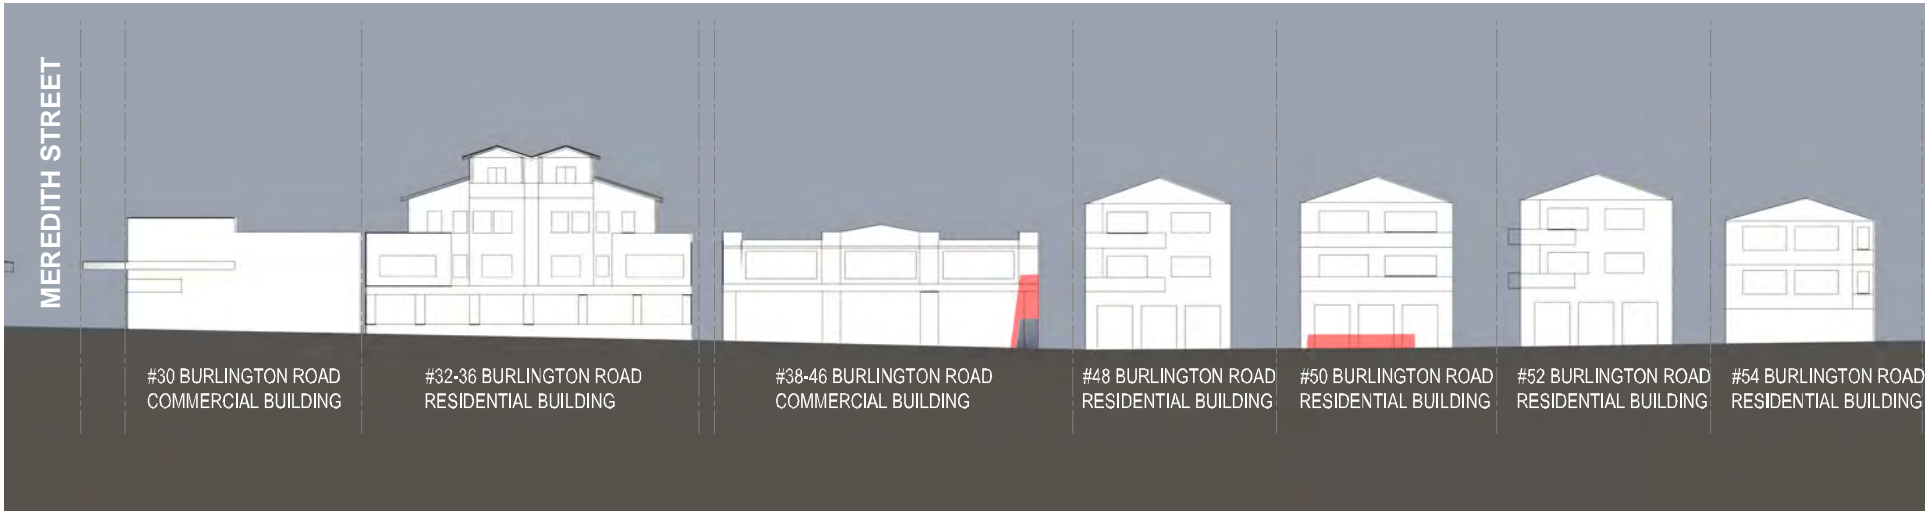 MEREDITH STREET
#30 BURLINGTON ROAD
COMMERCIAL BUILDING
#32-36 BURLINGTON ROAD
RESIDENTIAL BUILDING
#38-46 BURLINGTON ROAD
COMMERCIAL BUILDING
#48 BURLINGTON ROAD
RESIDENTIAL BUILDING
#50 BURLINGTON ROAD
RESIDENTIAL BUILDING
#52 BURLINGTON ROAD
RESIDENTIAL BUILDING
#54 BURLINGTON ROAD
RESIDENTIAL BUILDING